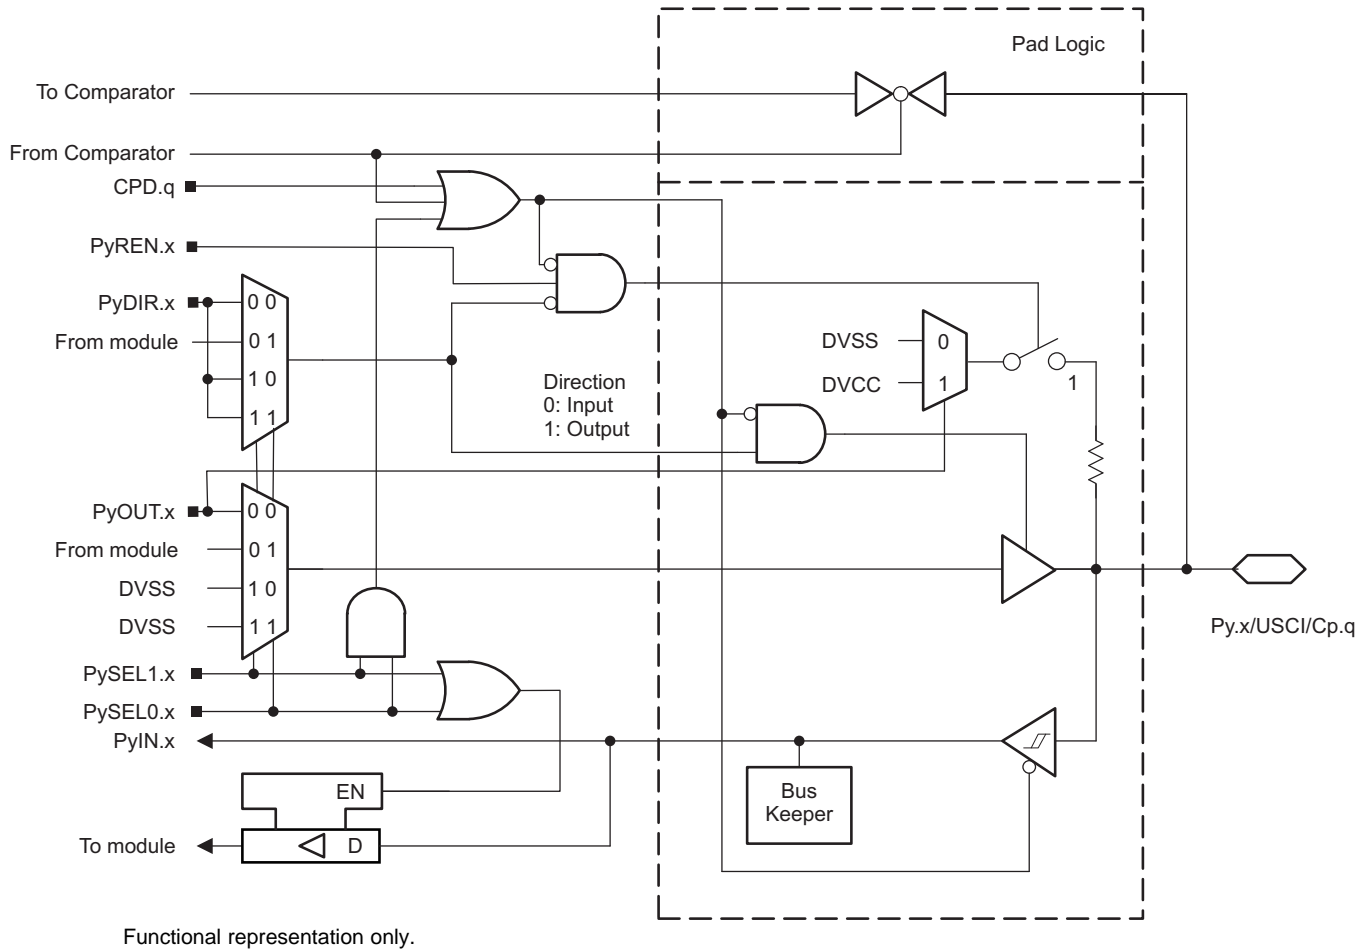 Pad Logic
To Comparator
From Comparator
CPD.q
PyREN.x
PyDIR.x
0 0
From module
0 1
1 0
1 1
DVSS
0
DVCC
1
1
Direction
0: Input
1: Output
PyOUT.x
0 0
From module
0 1
DVSS
1 0
DVSS
1 1
Py.x/USCI/Cp.q
PySEL1.x
PySEL0.x
PyIN.x
EN
Bus
Keeper
To module
D
Functional representation only.